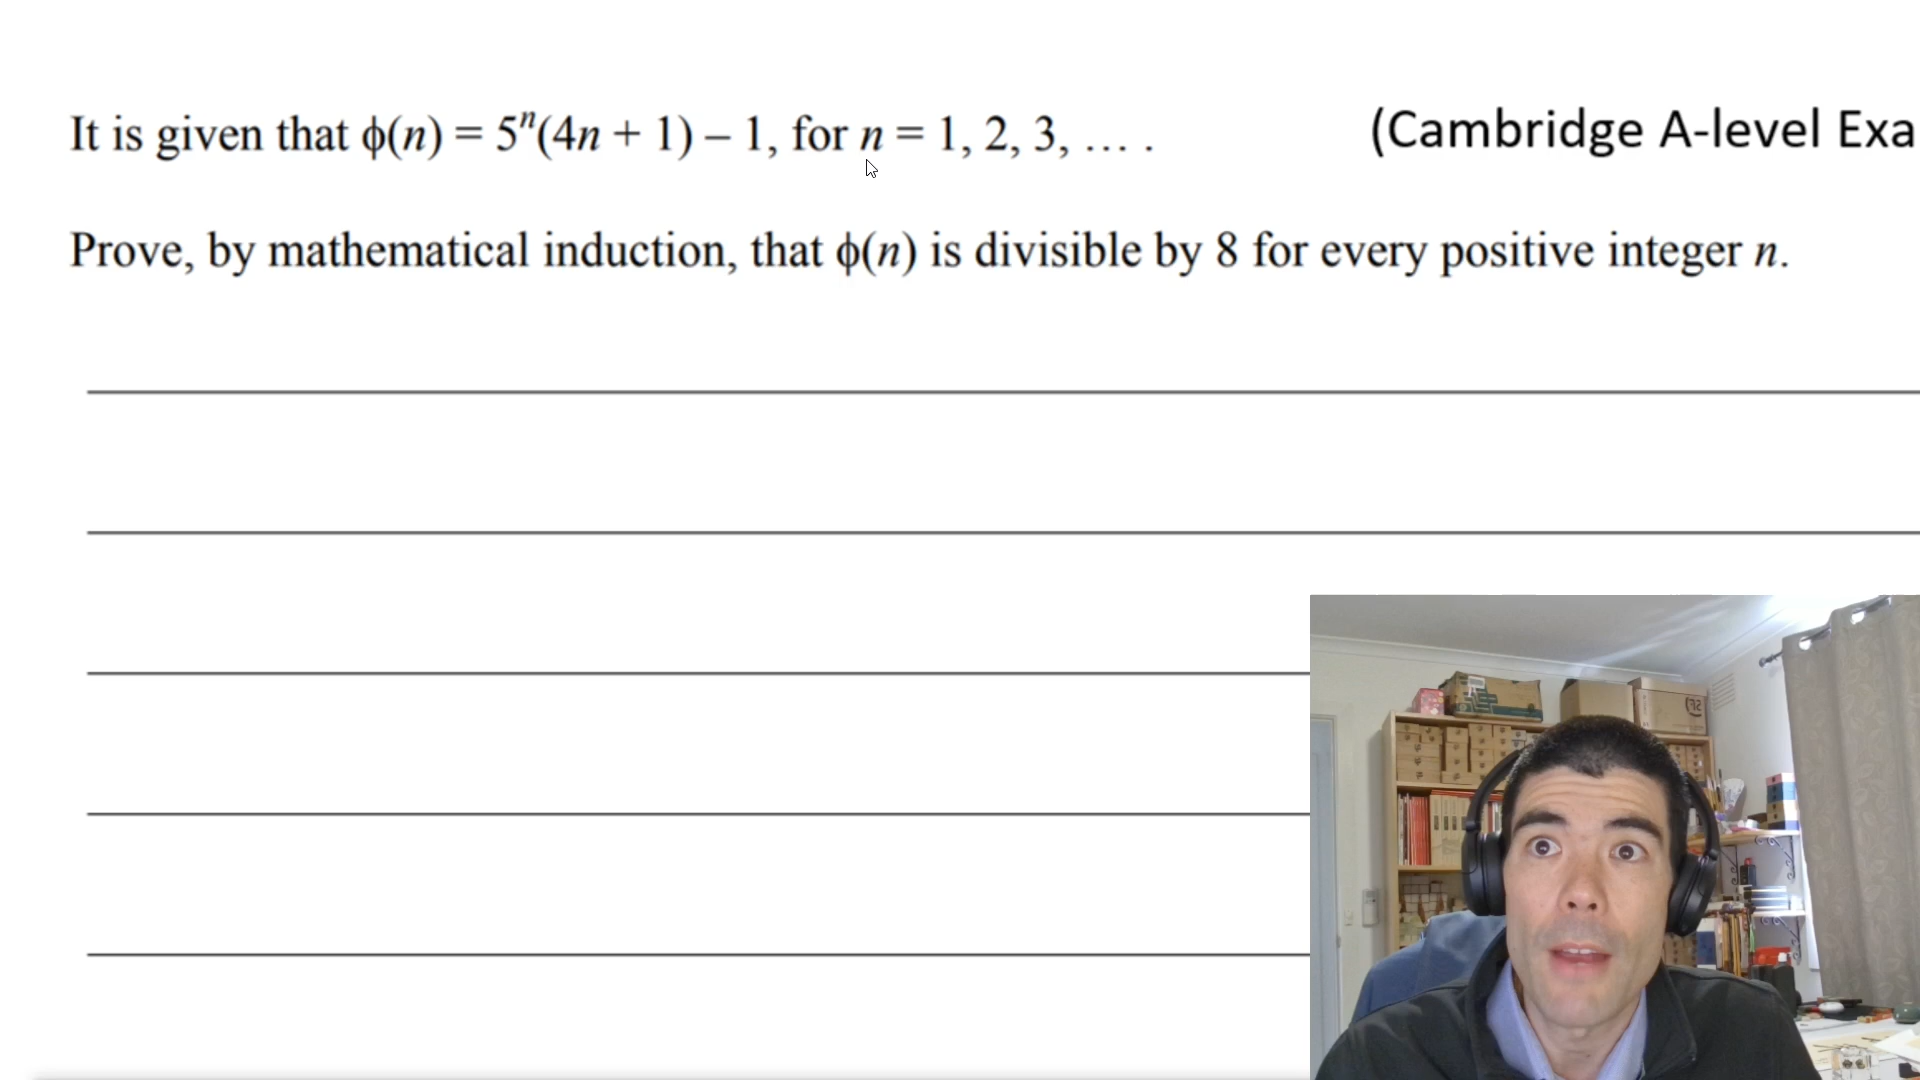 It is given that ϕ(n) = 5ⁿ(4n + 1) – 1, for n = 1, 2, 3, … .
(Cambridge A-level Exa
Prove, by mathematical induction, that ϕ(n) is divisible by 8 for every positive integer n.